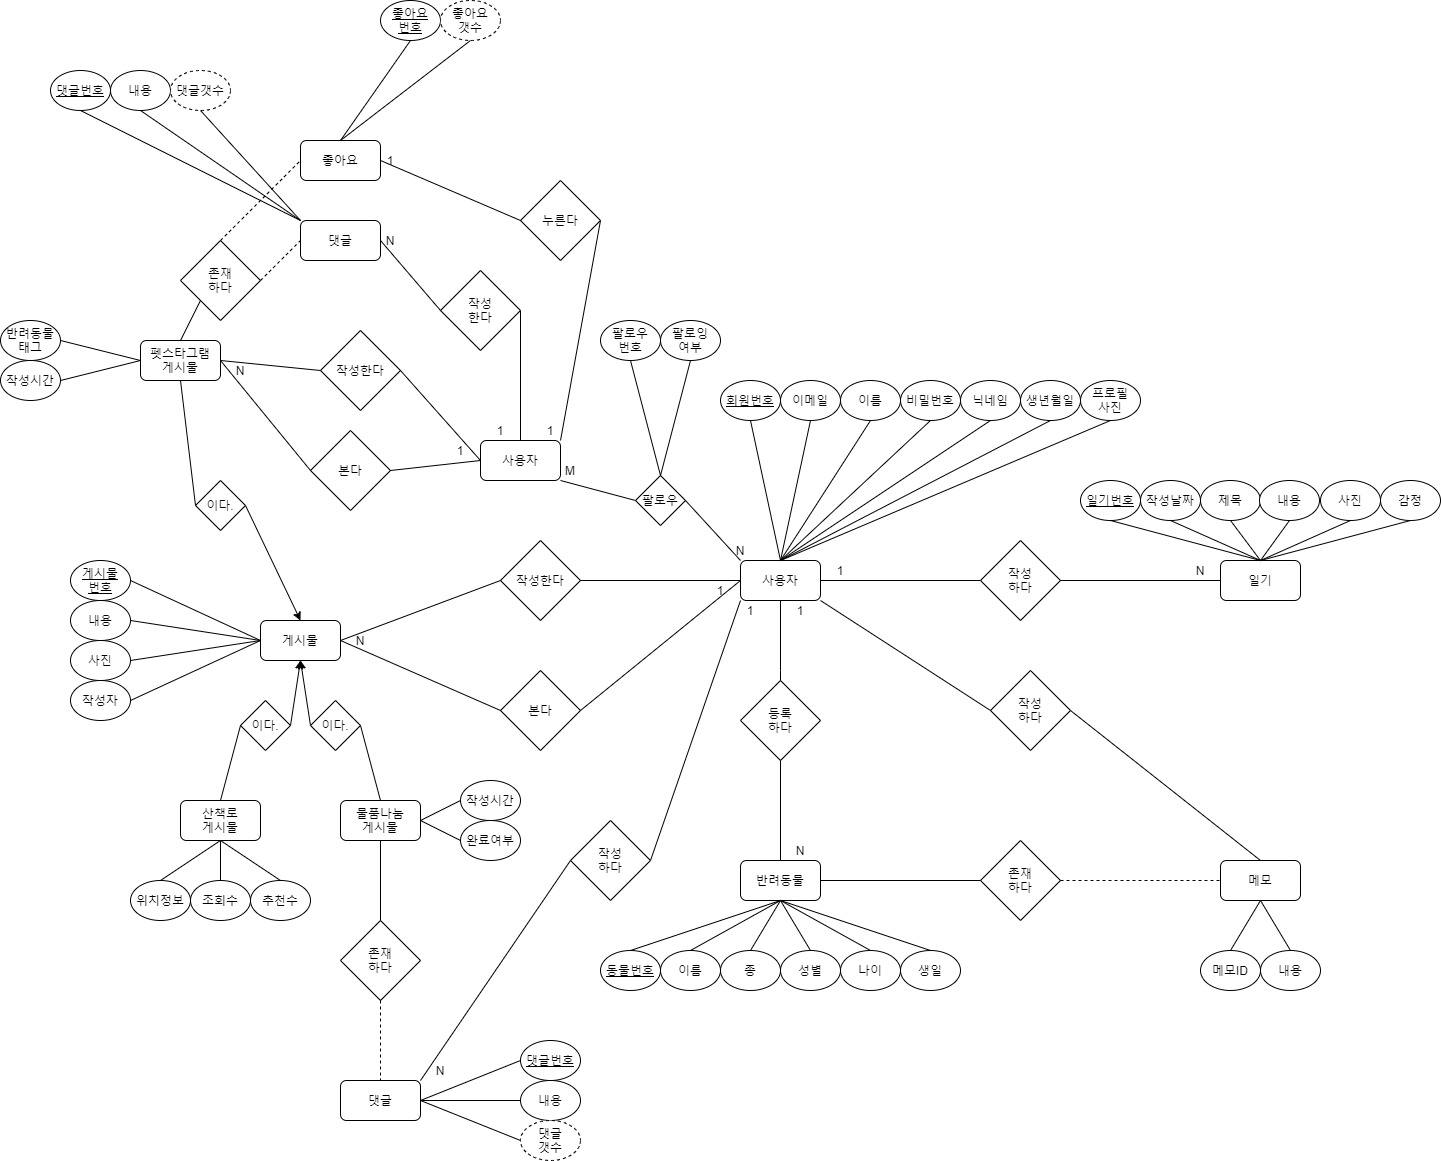 좋아요
번호
좋아요
갯수
댓글번호
내용
댓글갯수
좋아요
1
누른다
댓글
N
존재
하다
작성
한다
반려동물
태그
작성시간
펫스타그램
게시물
N
작성한다
본다
1
1
1
사용자
M
팔로우
번호
팔로잉
여부
팔로우
N
회원번호
이메일
이름
비밀번호
닉네임
생년월일
프로필
사진
일기번호
작성날짜
제목
내용
사진
감정
이다.
게시물
번호
내용
사진
작성자
게시물
N
작성한다
본다
1
사용자
1
1
1
작성
하다
N
일기
이다.
이다.
등록
하다
작성
하다
산책로
게시물
물품나눔
게시물
작성시간
완료여부
위치정보
조회수
추천수
작성
하다
N
반려동물
존재
하다
메모
존재
하다
동물번호
이름
종
성별
나이
생일
메모ID
내용
N
댓글
댓글번호
내용
댓글
갯수